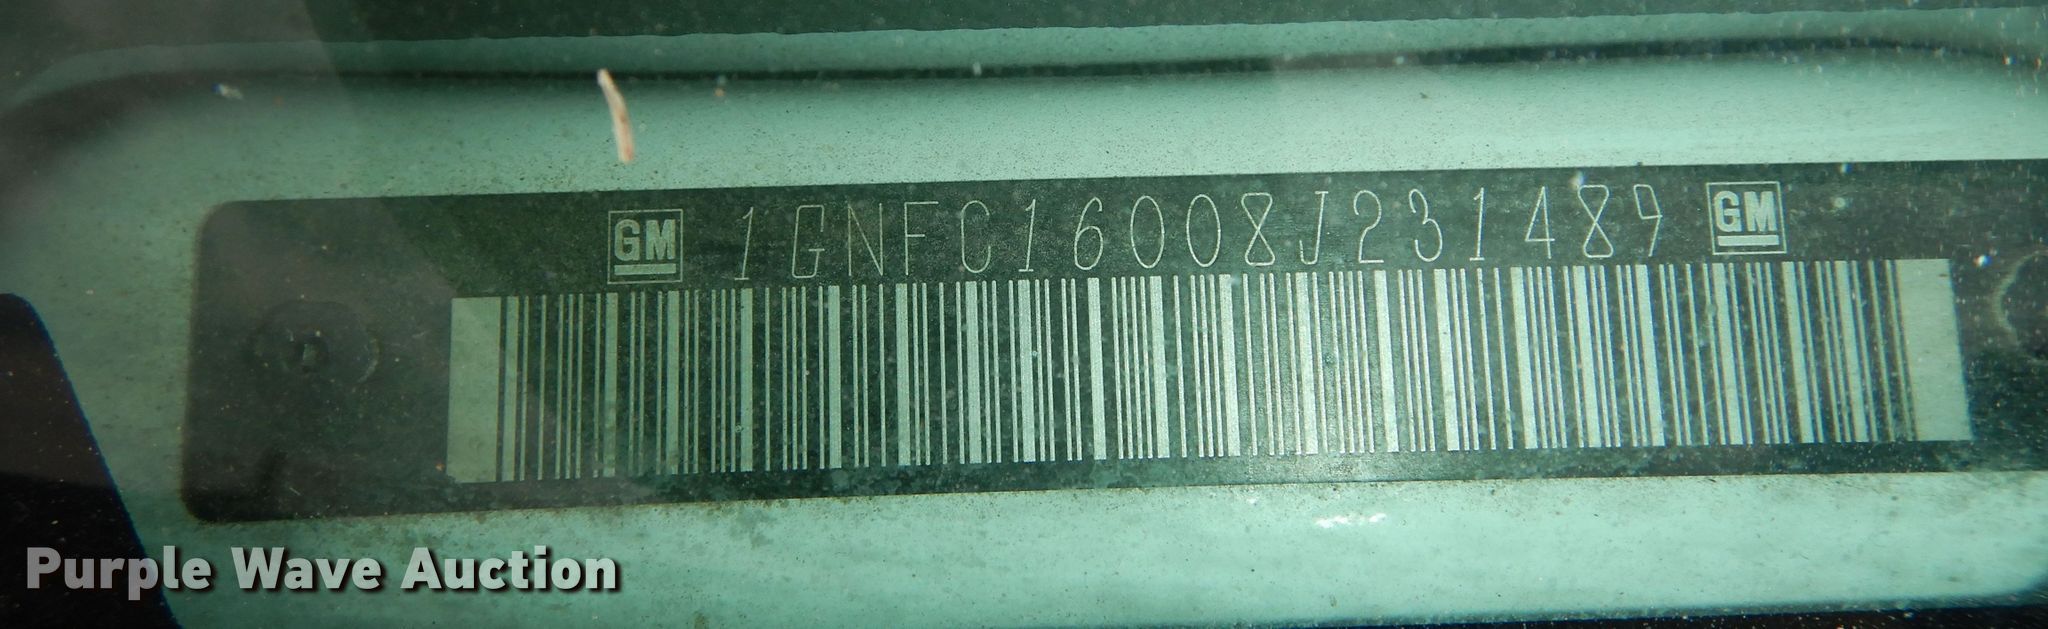 GM 1GNFC16008J231489 GM
Purple Wave Auction